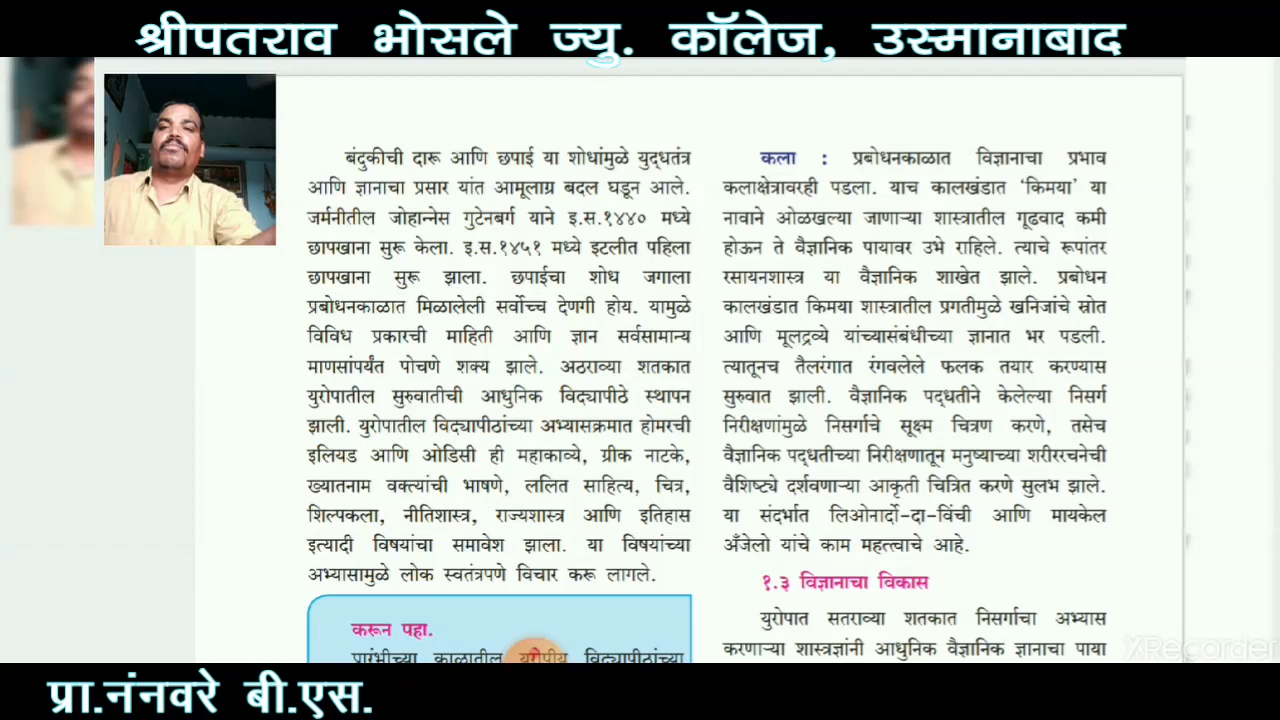 श्रीपतराव भोसले ज्यु. कॉलेज, उस्मानाबाद
बंदुकीची दारू आणि छपाई या शोधांमुळे युद्धतंत्र
आणि ज्ञानाचा प्रसार यांत आमूलाग्र बदल घडून आले.
जर्मनीतील जोहान्नेस गुटेनबर्ग याने इ.स.१४४० मध्ये
छापखाना सुरू केला. इ.स.१४५१ मध्ये इटलीत पहिला
छापखाना सुरू झाला. छपाईचा शोध जगाला
प्रबोधनकाळात मिळालेली सर्वोच्च देणगी होय. यामुळे
विविध प्रकारची माहिती आणि ज्ञान सर्वसामान्य
माणसांपर्यंत पोचणे शक्य झाले. अठराव्या शतकात
युरोपातील सुरुवातीची आधुनिक विद्यापीठे स्थापन
झाली. युरोपातील विद्यापीठांच्या अभ्यासक्रमात होमरची
इलियड आणि ओडिसी ही महाकाव्ये, ग्रीक नाटके,
ख्यातनाम वक्त्यांची भाषणे, ललित साहित्य, चित्र,
शिल्पकला, नीतिशास्त्र, राज्यशास्त्र आणि इतिहास
इत्यादी विषयांचा समावेश झाला. या विषयांच्या
अभ्यासामुळे लोक स्वतंत्रपणे विचार करू लागले.
करून पहा.
प्रारंभीच्या काळातील युरोपीय विद्यापीठांच्या
कला : प्रबोधनकाळात विज्ञानाचा प्रभाव
कलाक्षेत्रावरही पडला. याच कालखंडात ‘किमया’ या
नावाने ओळखल्या जाणाऱ्या शास्त्रातील गूढवाद कमी
होऊन ते वैज्ञानिक पायावर उभे राहिले. त्याचे रूपांतर
रसायनशास्त्र या वैज्ञानिक शाखेत झाले. प्रबोधन
कालखंडात किमया शास्त्रातील प्रगतीमुळे खनिजांचे स्रोत
आणि मूलद्रव्ये यांच्यासंबंधीच्या ज्ञानात भर पडली.
त्यातूनच तैलरंगात रंगवलेले फलक तयार करण्यास
सुरुवात झाली. वैज्ञानिक पद्धतीने केलेल्या निसर्ग
निरीक्षणांमुळे निसर्गाचे सूक्ष्म चित्रण करणे, तसेच
वैज्ञानिक पद्धतीच्या निरीक्षणातून मनुष्याच्या शरीररचनेची
वैशिष्ट्ये दर्शवणाऱ्या आकृती चित्रित करणे सुलभ झाले.
या संदर्भात लिओनार्दो-दा-विंची आणि मायकेल
अँजेलो यांचे काम महत्त्वाचे आहे.
१.३ विज्ञानाचा विकास
युरोपात सतराव्या शतकात निसर्गाचा अभ्यास
करणाऱ्या शास्त्रज्ञांनी आधुनिक वैज्ञानिक ज्ञानाचा पाया
XRecorder
प्रा.नंनवरे बी.एस.